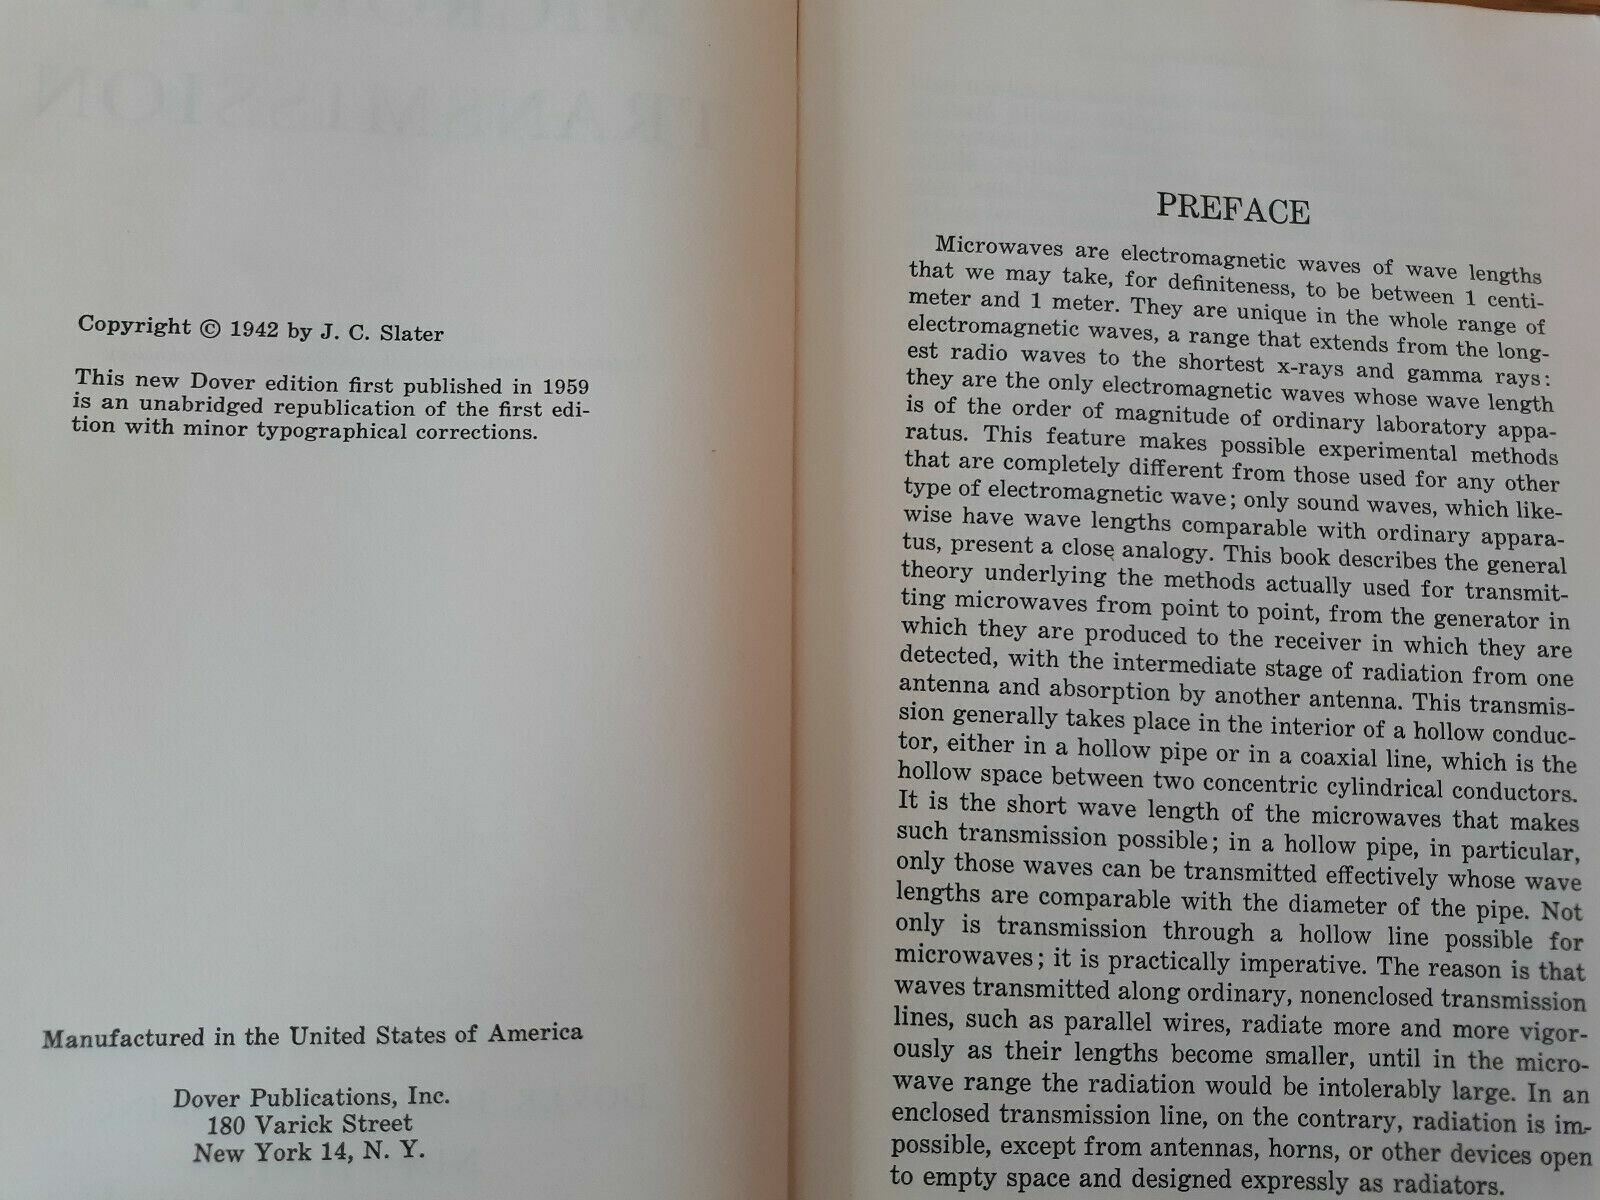 Copyright © 1942 by J. C. Slater
This new Dover edition first published in 1959
is an unabridged republication of the first edi-
tion with minor typographical corrections.
Manufactured in the United States of America
Dover Publications, Inc.
180 Varick Street
New York 14, N. Y.
PREFACE
Microwaves are electromagnetic waves of wave lengths
that we may take, for definiteness, to be between 1 centi-
meter and 1 meter. They are unique in the whole range of
electromagnetic waves, a range that extends from the long-
est radio waves to the shortest x-rays and gamma rays:
they are the only electromagnetic waves whose wave length
is of the order of magnitude of ordinary laboratory appa-
ratus. This feature makes possible experimental methods
that are completely different from those used for any other
type of electromagnetic wave; only sound waves, which like-
wise have wave lengths comparable with ordinary appara-
tus, present a close analogy. This book describes the general
theory underlying the methods actually used for transmit-
ting microwaves from point to point, from the generator in
which they are produced to the receiver in which they are
detected, with the intermediate stage of radiation from one
antenna and absorption by another antenna. This transmis-
sion generally takes place in the interior of a hollow conduc-
tor, either in a hollow pipe or in a coaxial line, which is the
hollow space between two concentric cylindrical conductors.
It is the short wave length of the microwaves that makes
such transmission possible; in a hollow pipe, in particular,
only those waves can be transmitted effectively whose wave
lengths are comparable with the diameter of the pipe. Not
only is transmission through a hollow line possible for
microwaves; it is practically imperative. The reason is that
waves transmitted along ordinary, nonenclosed transmission
lines, such as parallel wires, radiate more and more vigor-
ously as their lengths become smaller, until in the micro-
wave range the radiation would be intolerably large. In an
enclosed transmission line, on the contrary, radiation is im-
possible, except from antennas, horns, or other devices open
to empty space and designed expressly as radiators.